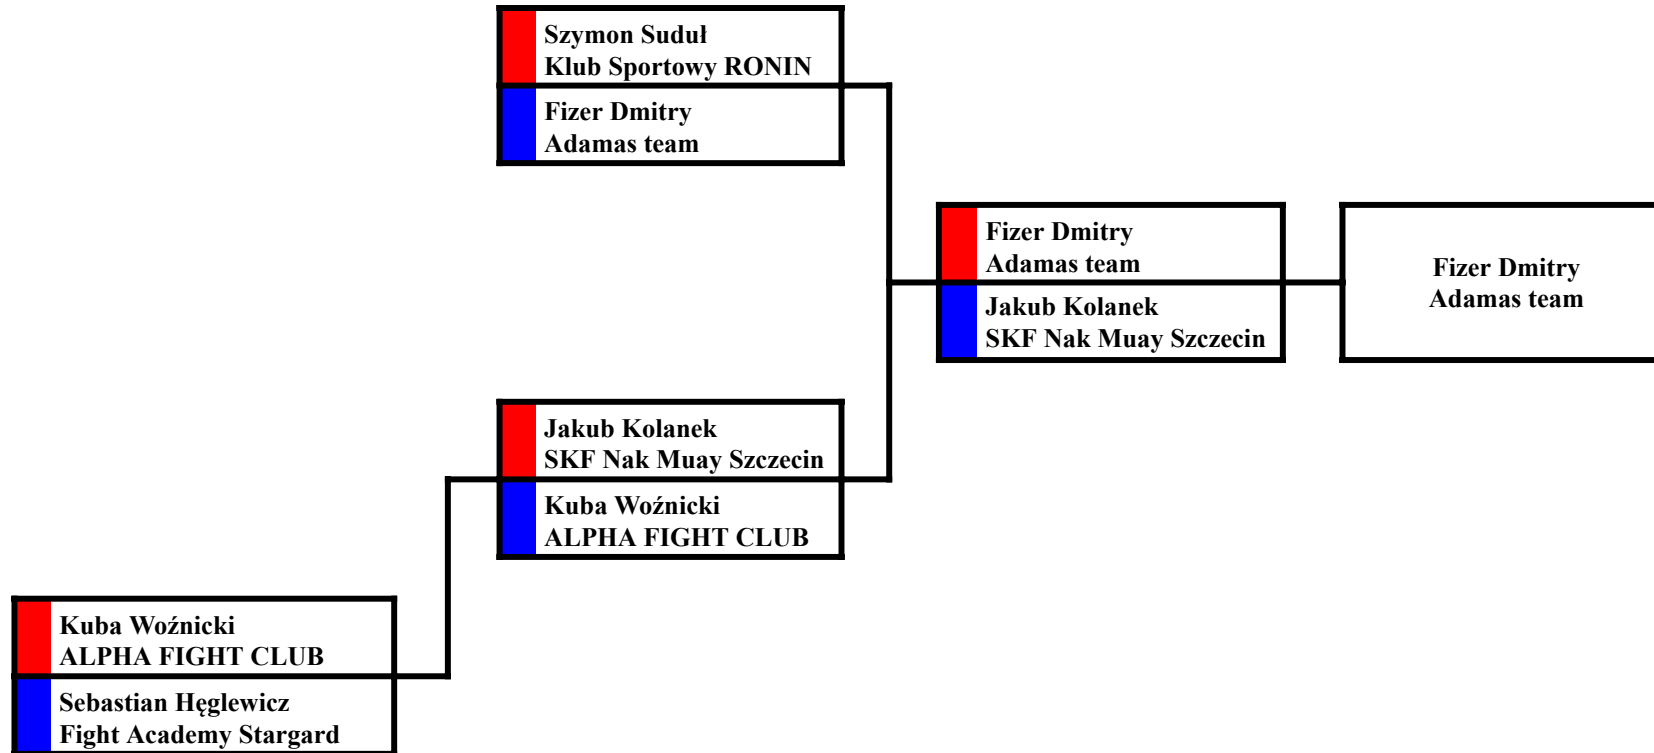 Szymon Suduł
Klub Sportowy RONIN
Fizer Dmitry
Adamas team
Fizer Dmitry
Adamas team
Jakub Kolanek
SKF Nak Muay Szczecin
Fizer Dmitry
Adamas team
Jakub Kolanek
SKF Nak Muay Szczecin
Kuba Woźnicki
ALPHA FIGHT CLUB
Kuba Woźnicki
ALPHA FIGHT CLUB
Sebastian Hęglewicz
Fight Academy Stargard